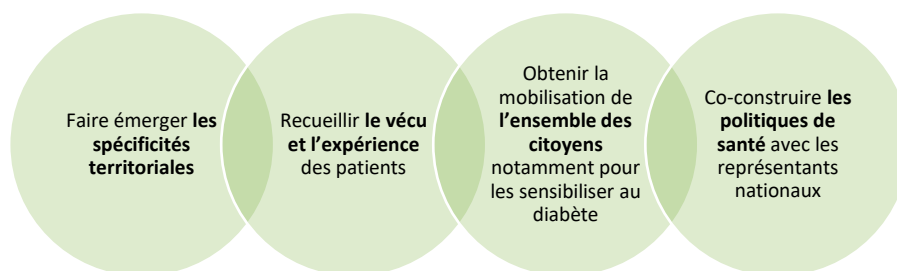 Faire émerger les
spécificités
territoriales
Recueillir le vécu
et l'expérience
des patients
Obtenir la
mobilisation de
l'ensemble des
citoyens
notamment pour
les sensibiliser au
diabète
Co-construire les
politiques de
santé avec les
représentants
nationaux